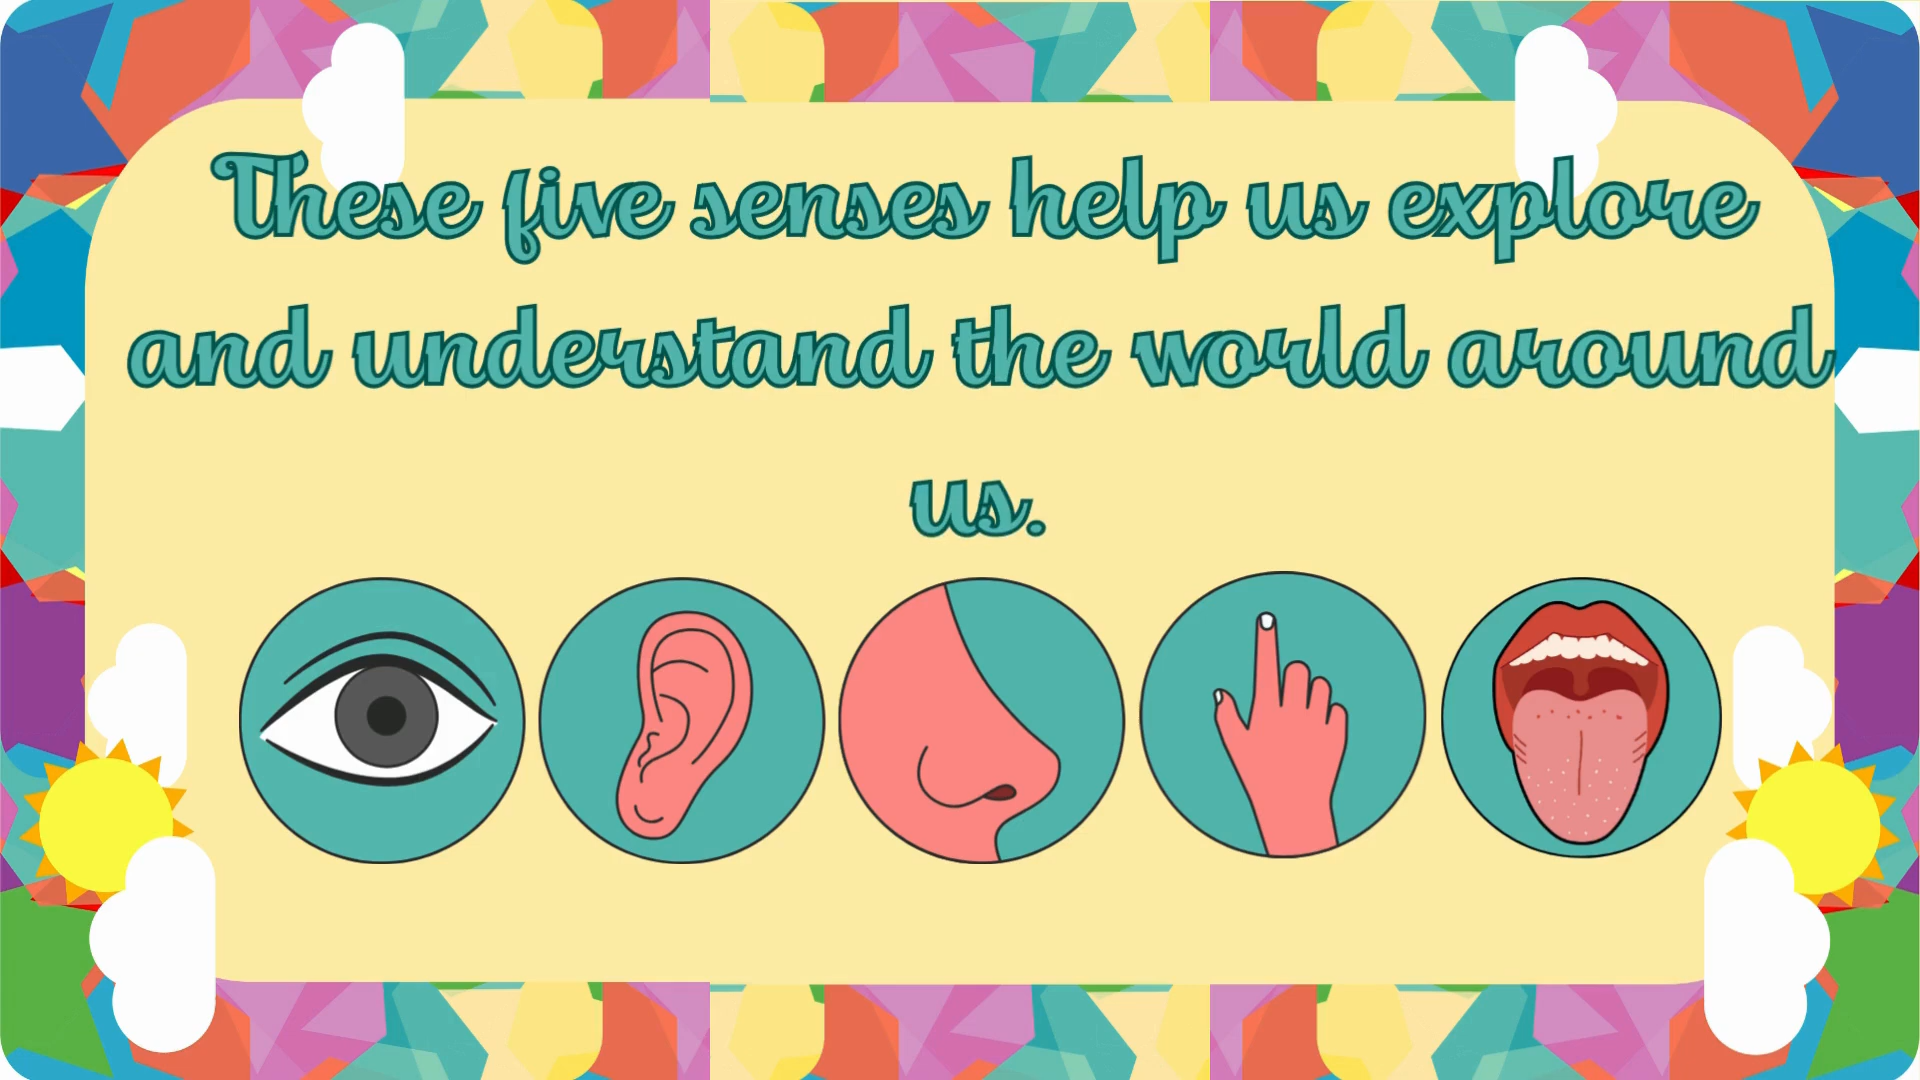 These five senses help us explore
and understand the world around
us.